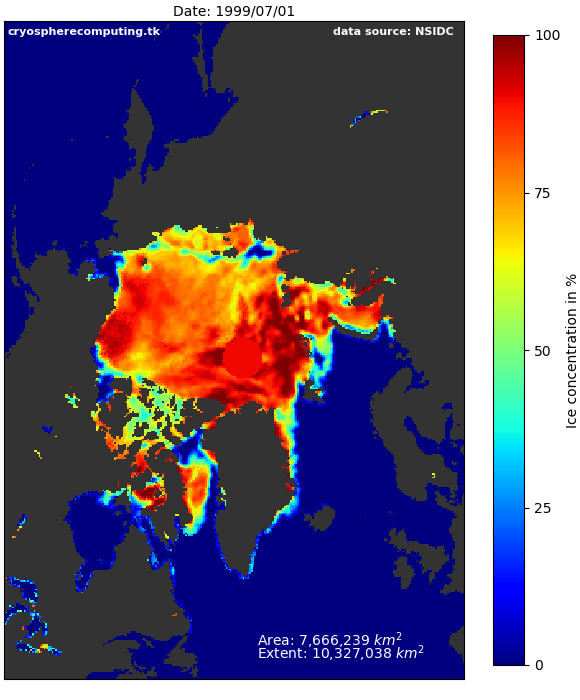 Date: 1999/07/01
cryospherecomputing.tk data source: NSIDC
100
75
50
25
0
Ice concentration in %
Area: 7,666,239 km²
Extent: 10,327,038 km²